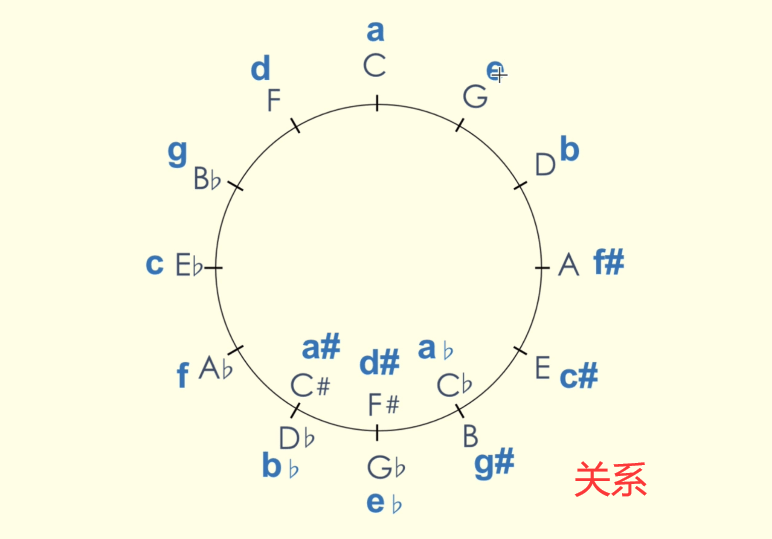 a
C
d
F
e
G
g
B♭
D b
c E♭
A f#
f A♭
E c#
a#
C#
d#
F#
a♭
C♭
D♭
b♭
G♭
e♭
B
g#
关系